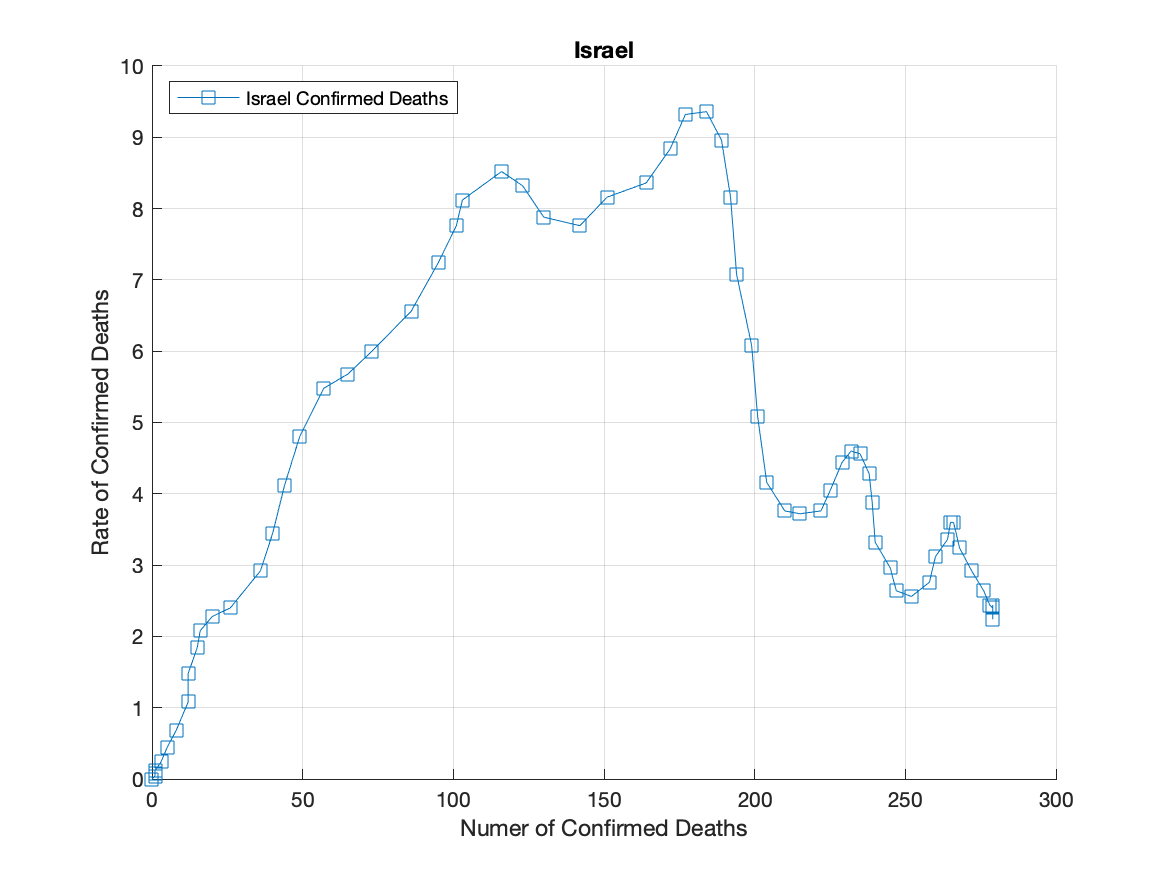 Israel
Israel Confirmed Deaths
Rate of Confirmed Deaths
10
9
8
7
6
5
4
3
2
1
0
0 50 100 150 200 250 300
Numer of Confirmed Deaths